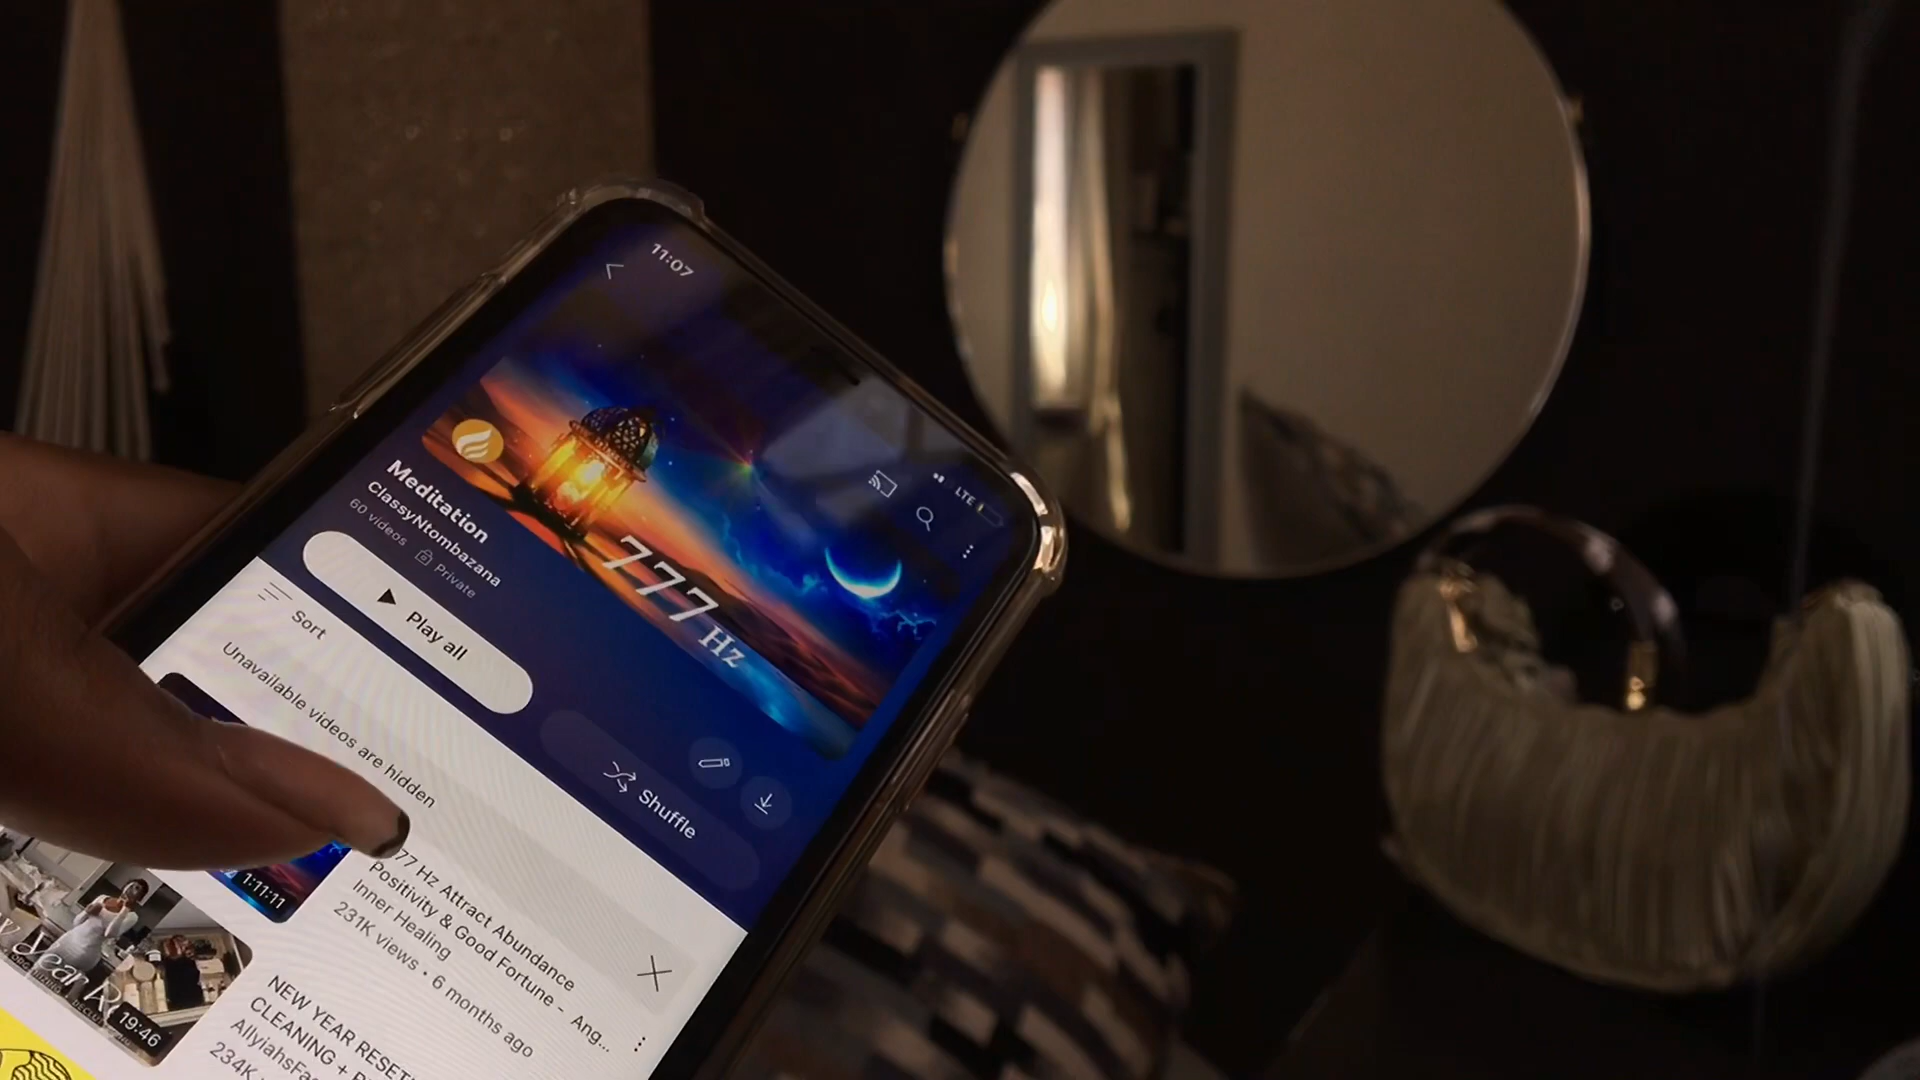 11:07
LTE
777 Hz
Meditation
ClassyNtombazana
60 videos
Private
Play all
Shuffle
Sort
Unavailable videos are hidden
77 Hz Attract Abundance
Positivity & Good Fortune -
Inner Healing
Ang...
231K views • 6 months ago
1:11:11
NEW YEAR RESET
CLEANING +
234K
Year
19:46